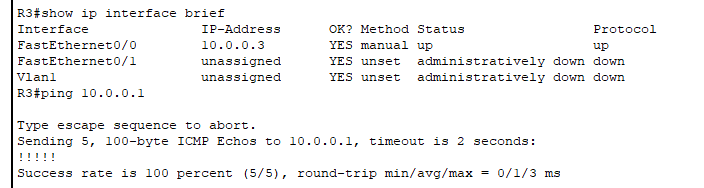 R3#show ip interface brief
Interface IP-Address OK? Method Status Protocol
FastEthernet0/0 10.0.0.3 YES manual up up
FastEthernet0/1 unassigned YES unset administratively down down
Vlan1 unassigned YES unset administratively down down
R3#ping 10.0.0.1
Type escape sequence to abort.
Sending 5, 100-byte ICMP Echos to 10.0.0.1, timeout is 2 seconds:
!!!!!
Success rate is 100 percent (5/5), round-trip min/avg/max = 0/1/3 ms